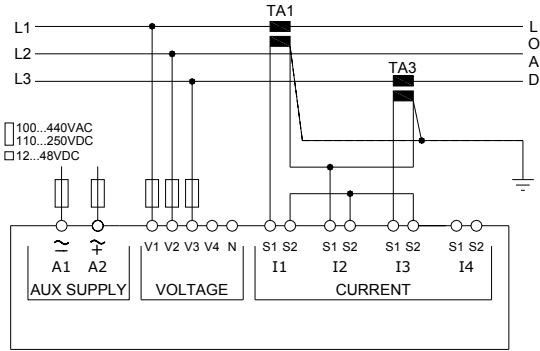 TA1
L1 L
L2 O
TA3 A
L3 D
100...440VAC
110...250VDC
12...48VDC
V1 V2 V3 V4 N S1 S2 S1 S2 S1 S2 S1 S2
A1 A2 I1 I2 I3 I4
AUX SUPPLY VOLTAGE CURRENT